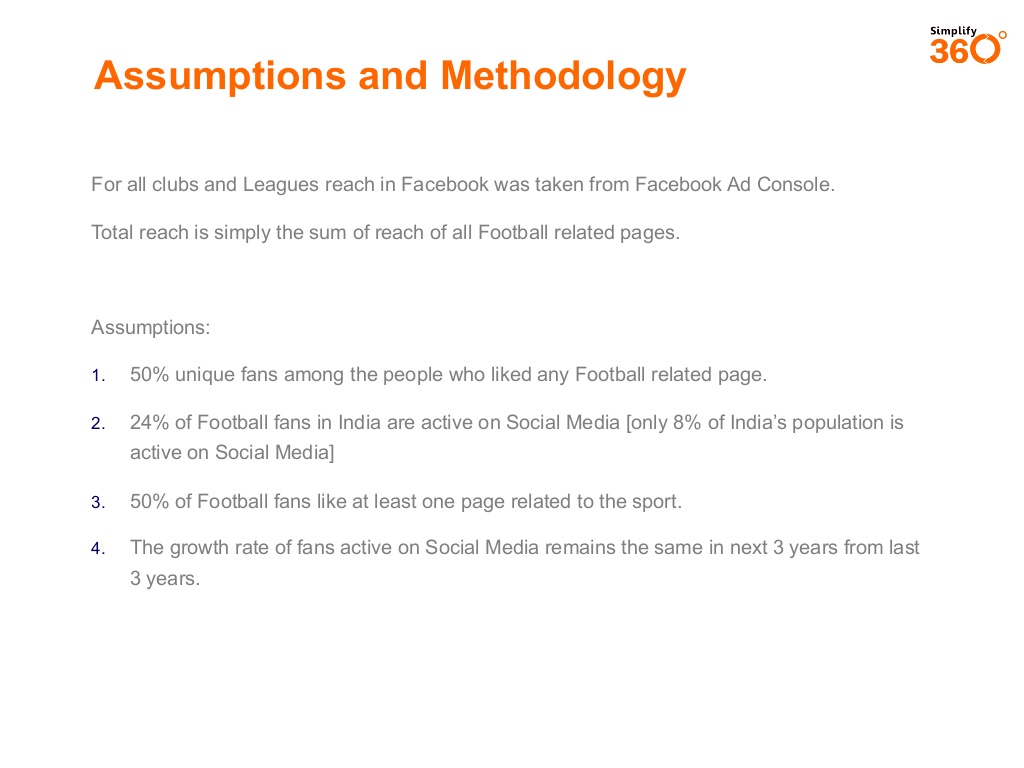 Simplify
360°
Assumptions and Methodology
For all clubs and Leagues reach in Facebook was taken from Facebook Ad Console.
Total reach is simply the sum of reach of all Football related pages.
Assumptions:
1. 50% unique fans among the people who liked any Football related page.
2. 24% of Football fans in India are active on Social Media [only 8% of India’s population is
active on Social Media]
3. 50% of Football fans like at least one page related to the sport.
4. The growth rate of fans active on Social Media remains the same in next 3 years from last
3 years.